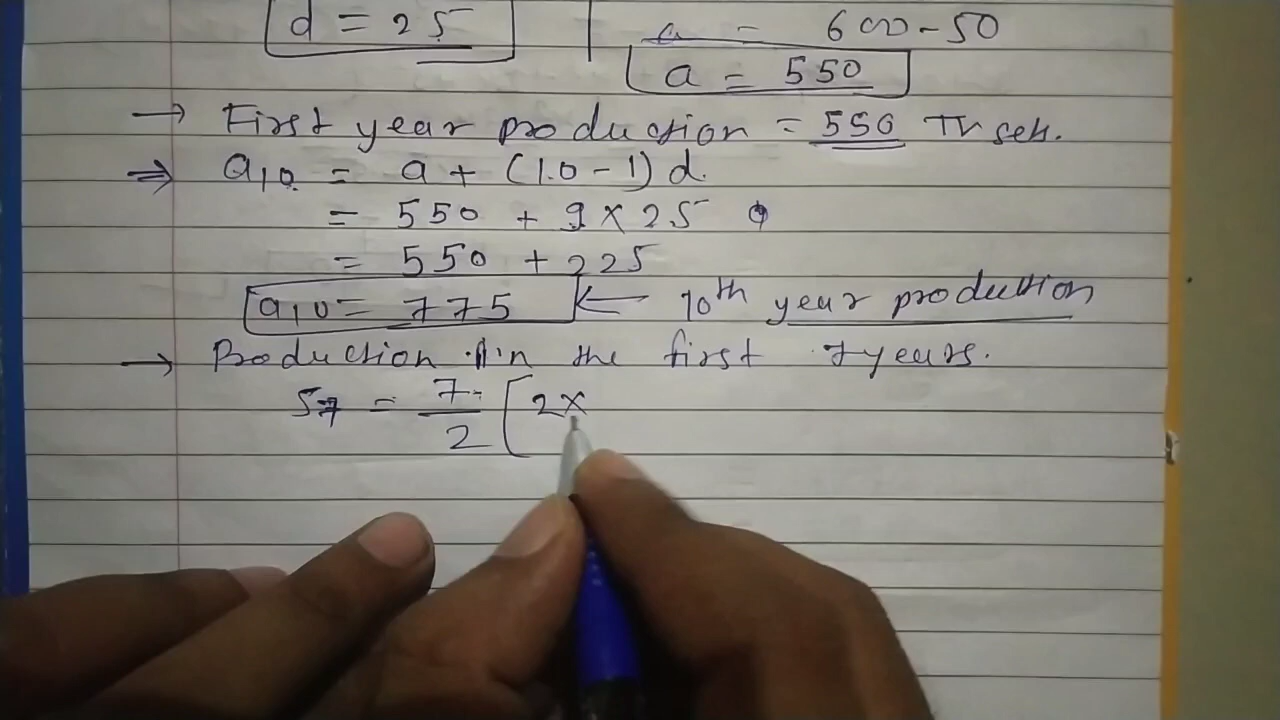 d = 25
a = 600-50
a = 550
→ First year production = 550 TV sets.
⇒ a10 = a + (10-1)d.
= 550 + 9×25
= 550 + 225
a10 = 775 ← 10th year production
→ Production in the first 7 years.
S7 = 7/2 [2×